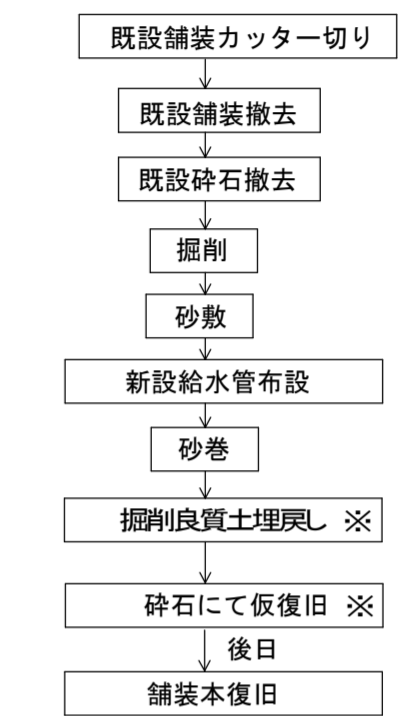 既設舗装カッター切り
既設舗装撤去
既設砕石撤去
掘削
砂敷
新設給水管布設
砂巻
掘削良質土埋戻し ※
砕石にて仮復旧 ※
後日
舗装本復旧